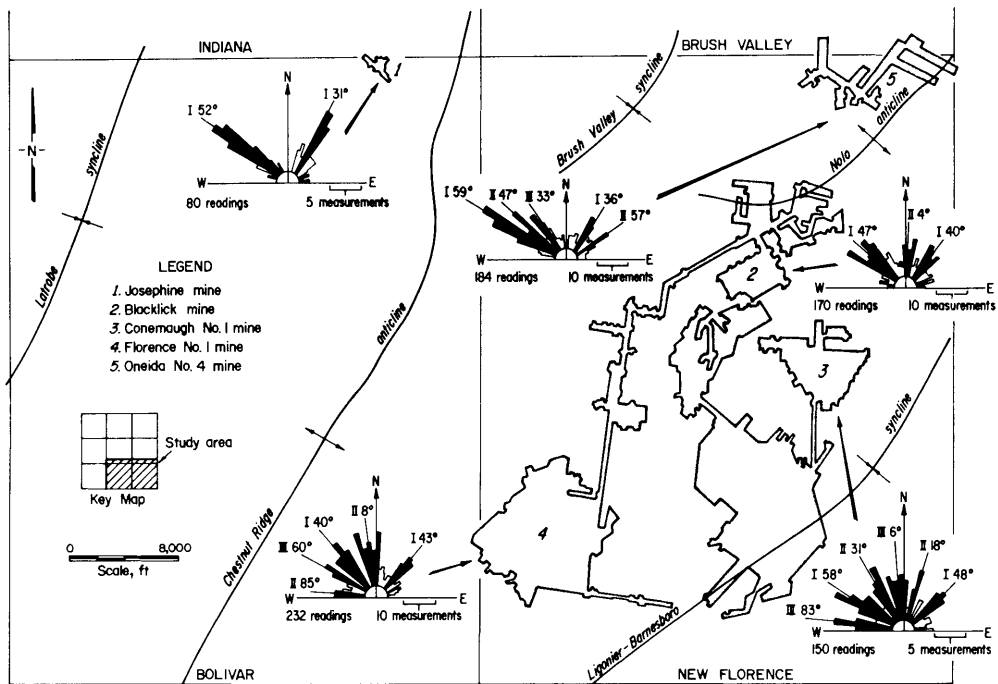 INDIANA
BRUSH VALLEY
1
5
N
I 52°
I 31°
W
E
80 readings
5 measurements
-N-
syncline
Latrobe
Brush Valley
syncline
anticline
Nolo
I 59°
II 47°
III 33°
N
I 36°
II 57°
W
E
184 readings
10 measurements
N
I 47°
II 4°
I 40°
W
E
170 readings
10 measurements
2
LEGEND
1. Josephine mine
2. Blacklick mine
3. Conemaugh No. 1 mine
4. Florence No. 1 mine
5. Oneida No. 4 mine
anticline
Chestnut Ridge
3
syncline
Ligonier-Barnesboro
Study area
Key Map
0 8,000
Scale, ft
N
III 60°
I 40°
II 8°
I 43°
II 85°
W
E
232 readings
10 measurements
4
N
III 6°
II 31°
II 18°
I 58°
I 48°
III 83°
W
E
150 readings
5 measurements
BOLIVAR
NEW FLORENCE